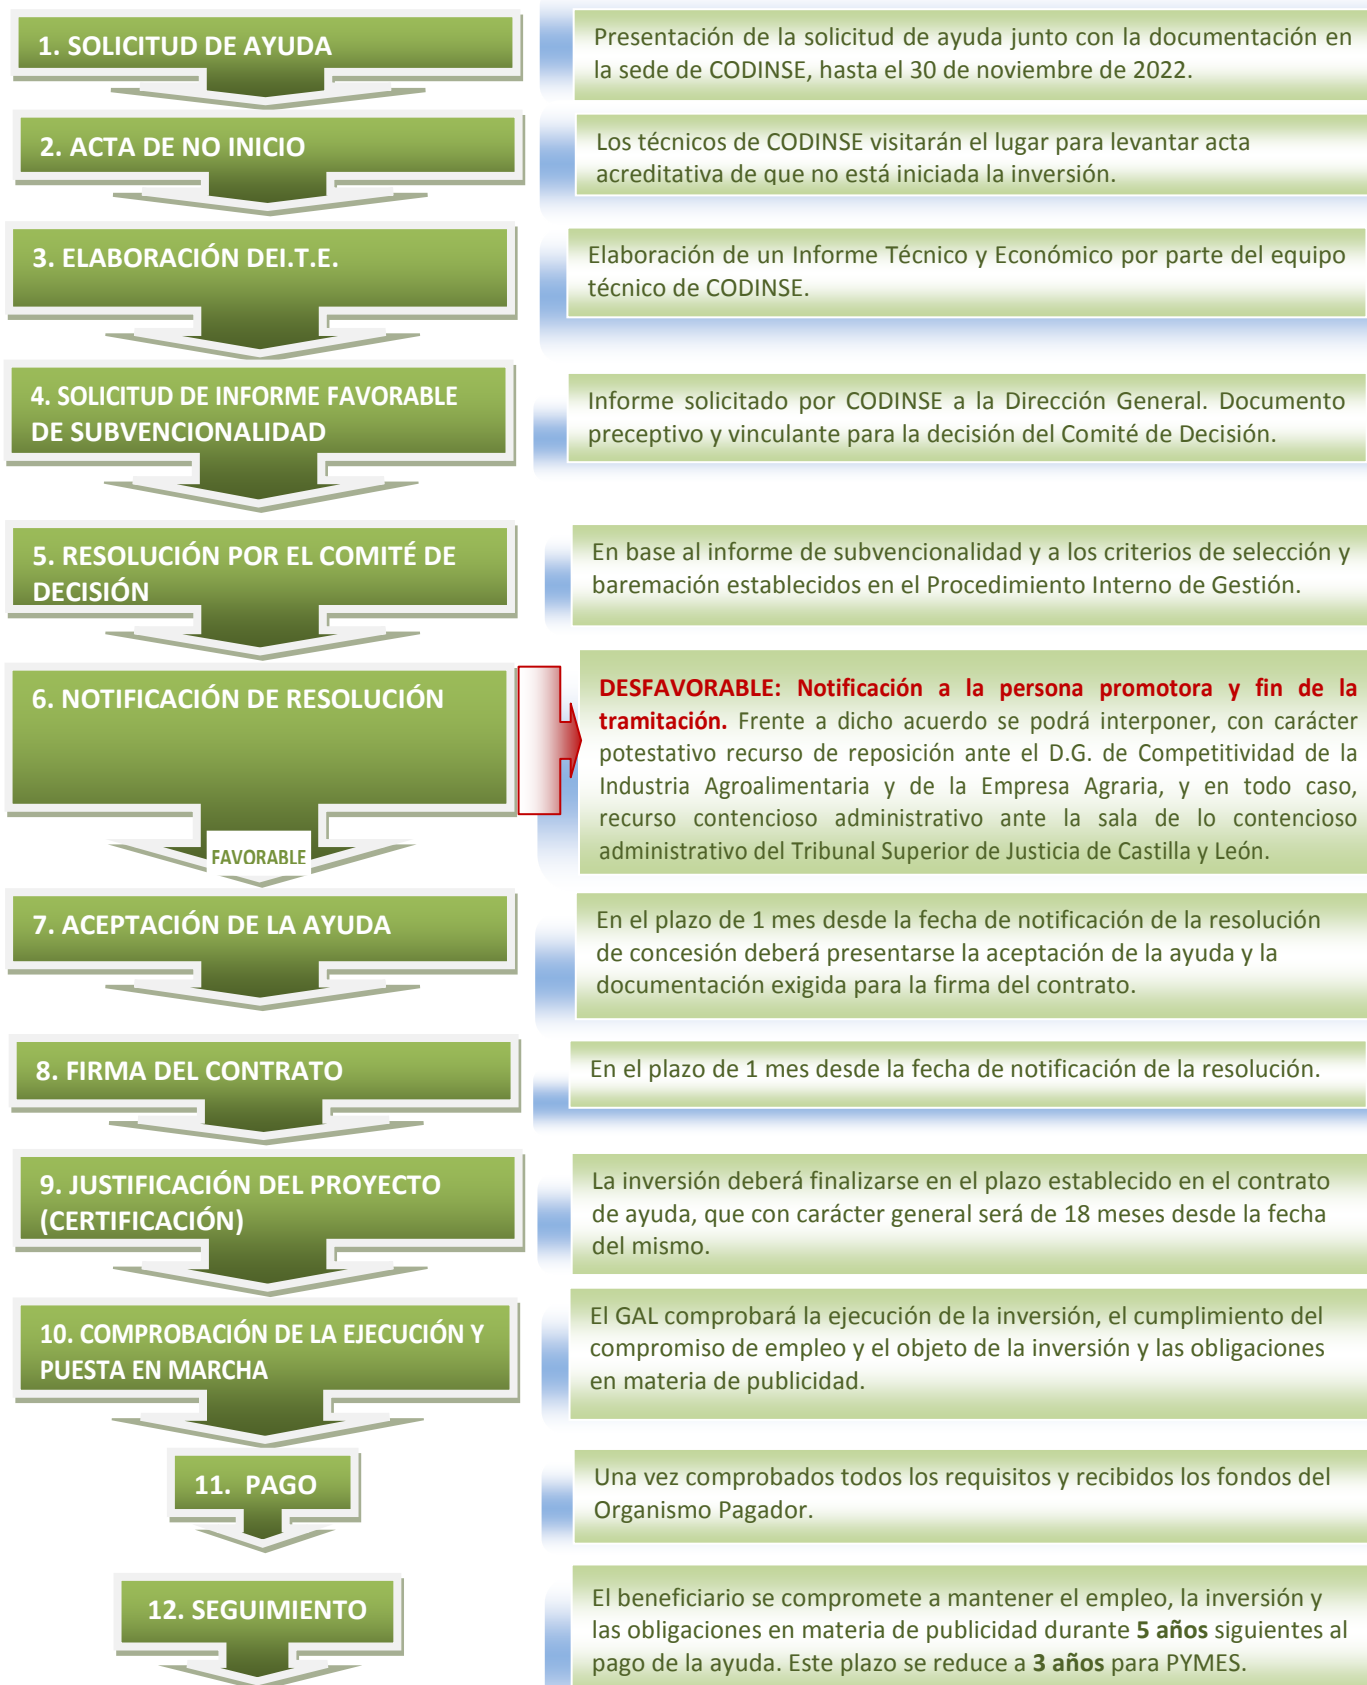 1. SOLICITUD DE AYUDA
Presentación de la solicitud de ayuda junto con la documentación en
la sede de CODINSE, hasta el 30 de noviembre de 2022.
2. ACTA DE NO INICIO
Los técnicos de CODINSE visitarán el lugar para levantar acta
acreditativa de que no está iniciada la inversión.
3. ELABORACIÓN DEI.T.E.
Elaboración de un Informe Técnico y Económico por parte del equipo
técnico de CODINSE.
4. SOLICITUD DE INFORME FAVORABLE
DE SUBVENCIONALIDAD
Informe solicitado por CODINSE a la Dirección General. Documento
preceptivo y vinculante para la decisión del Comité de Decisión.
5. RESOLUCIÓN POR EL COMITÉ DE
DECISIÓN
En base al informe de subvencionalidad y a los criterios de selección y
baremación establecidos en el Procedimiento Interno de Gestión.
6. NOTIFICACIÓN DE RESOLUCIÓN
FAVORABLE
DESFAVORABLE: Notificación a la persona promotora y fin de la
tramitación. Frente a dicho acuerdo se podrá interponer, con carácter
potestativo recurso de reposición ante el D.G. de Competitividad de la
Industria Agroalimentaria y de la Empresa Agraria, y en todo caso,
recurso contencioso administrativo ante la sala de lo contencioso
administrativo del Tribunal Superior de Justicia de Castilla y León.
7. ACEPTACIÓN DE LA AYUDA
En el plazo de 1 mes desde la fecha de notificación de la resolución
de concesión deberá presentarse la aceptación de la ayuda y la
documentación exigida para la firma del contrato.
8. FIRMA DEL CONTRATO
En el plazo de 1 mes desde la fecha de notificación de la resolución.
9. JUSTIFICACIÓN DEL PROYECTO
(CERTIFICACIÓN)
La inversión deberá finalizarse en el plazo establecido en el contrato
de ayuda, que con carácter general será de 18 meses desde la fecha
del mismo.
10. COMPROBACIÓN DE LA EJECUCIÓN Y
PUESTA EN MARCHA
El GAL comprobará la ejecución de la inversión, el cumplimiento del
compromiso de empleo y el objeto de la inversión y las obligaciones
en materia de publicidad.
11. PAGO
Una vez comprobados todos los requisitos y recibidos los fondos del
Organismo Pagador.
12. SEGUIMIENTO
El beneficiario se compromete a mantener el empleo, la inversión y
las obligaciones en materia de publicidad durante 5 años siguientes al
pago de la ayuda. Este plazo se reduce a 3 años para PYMES.